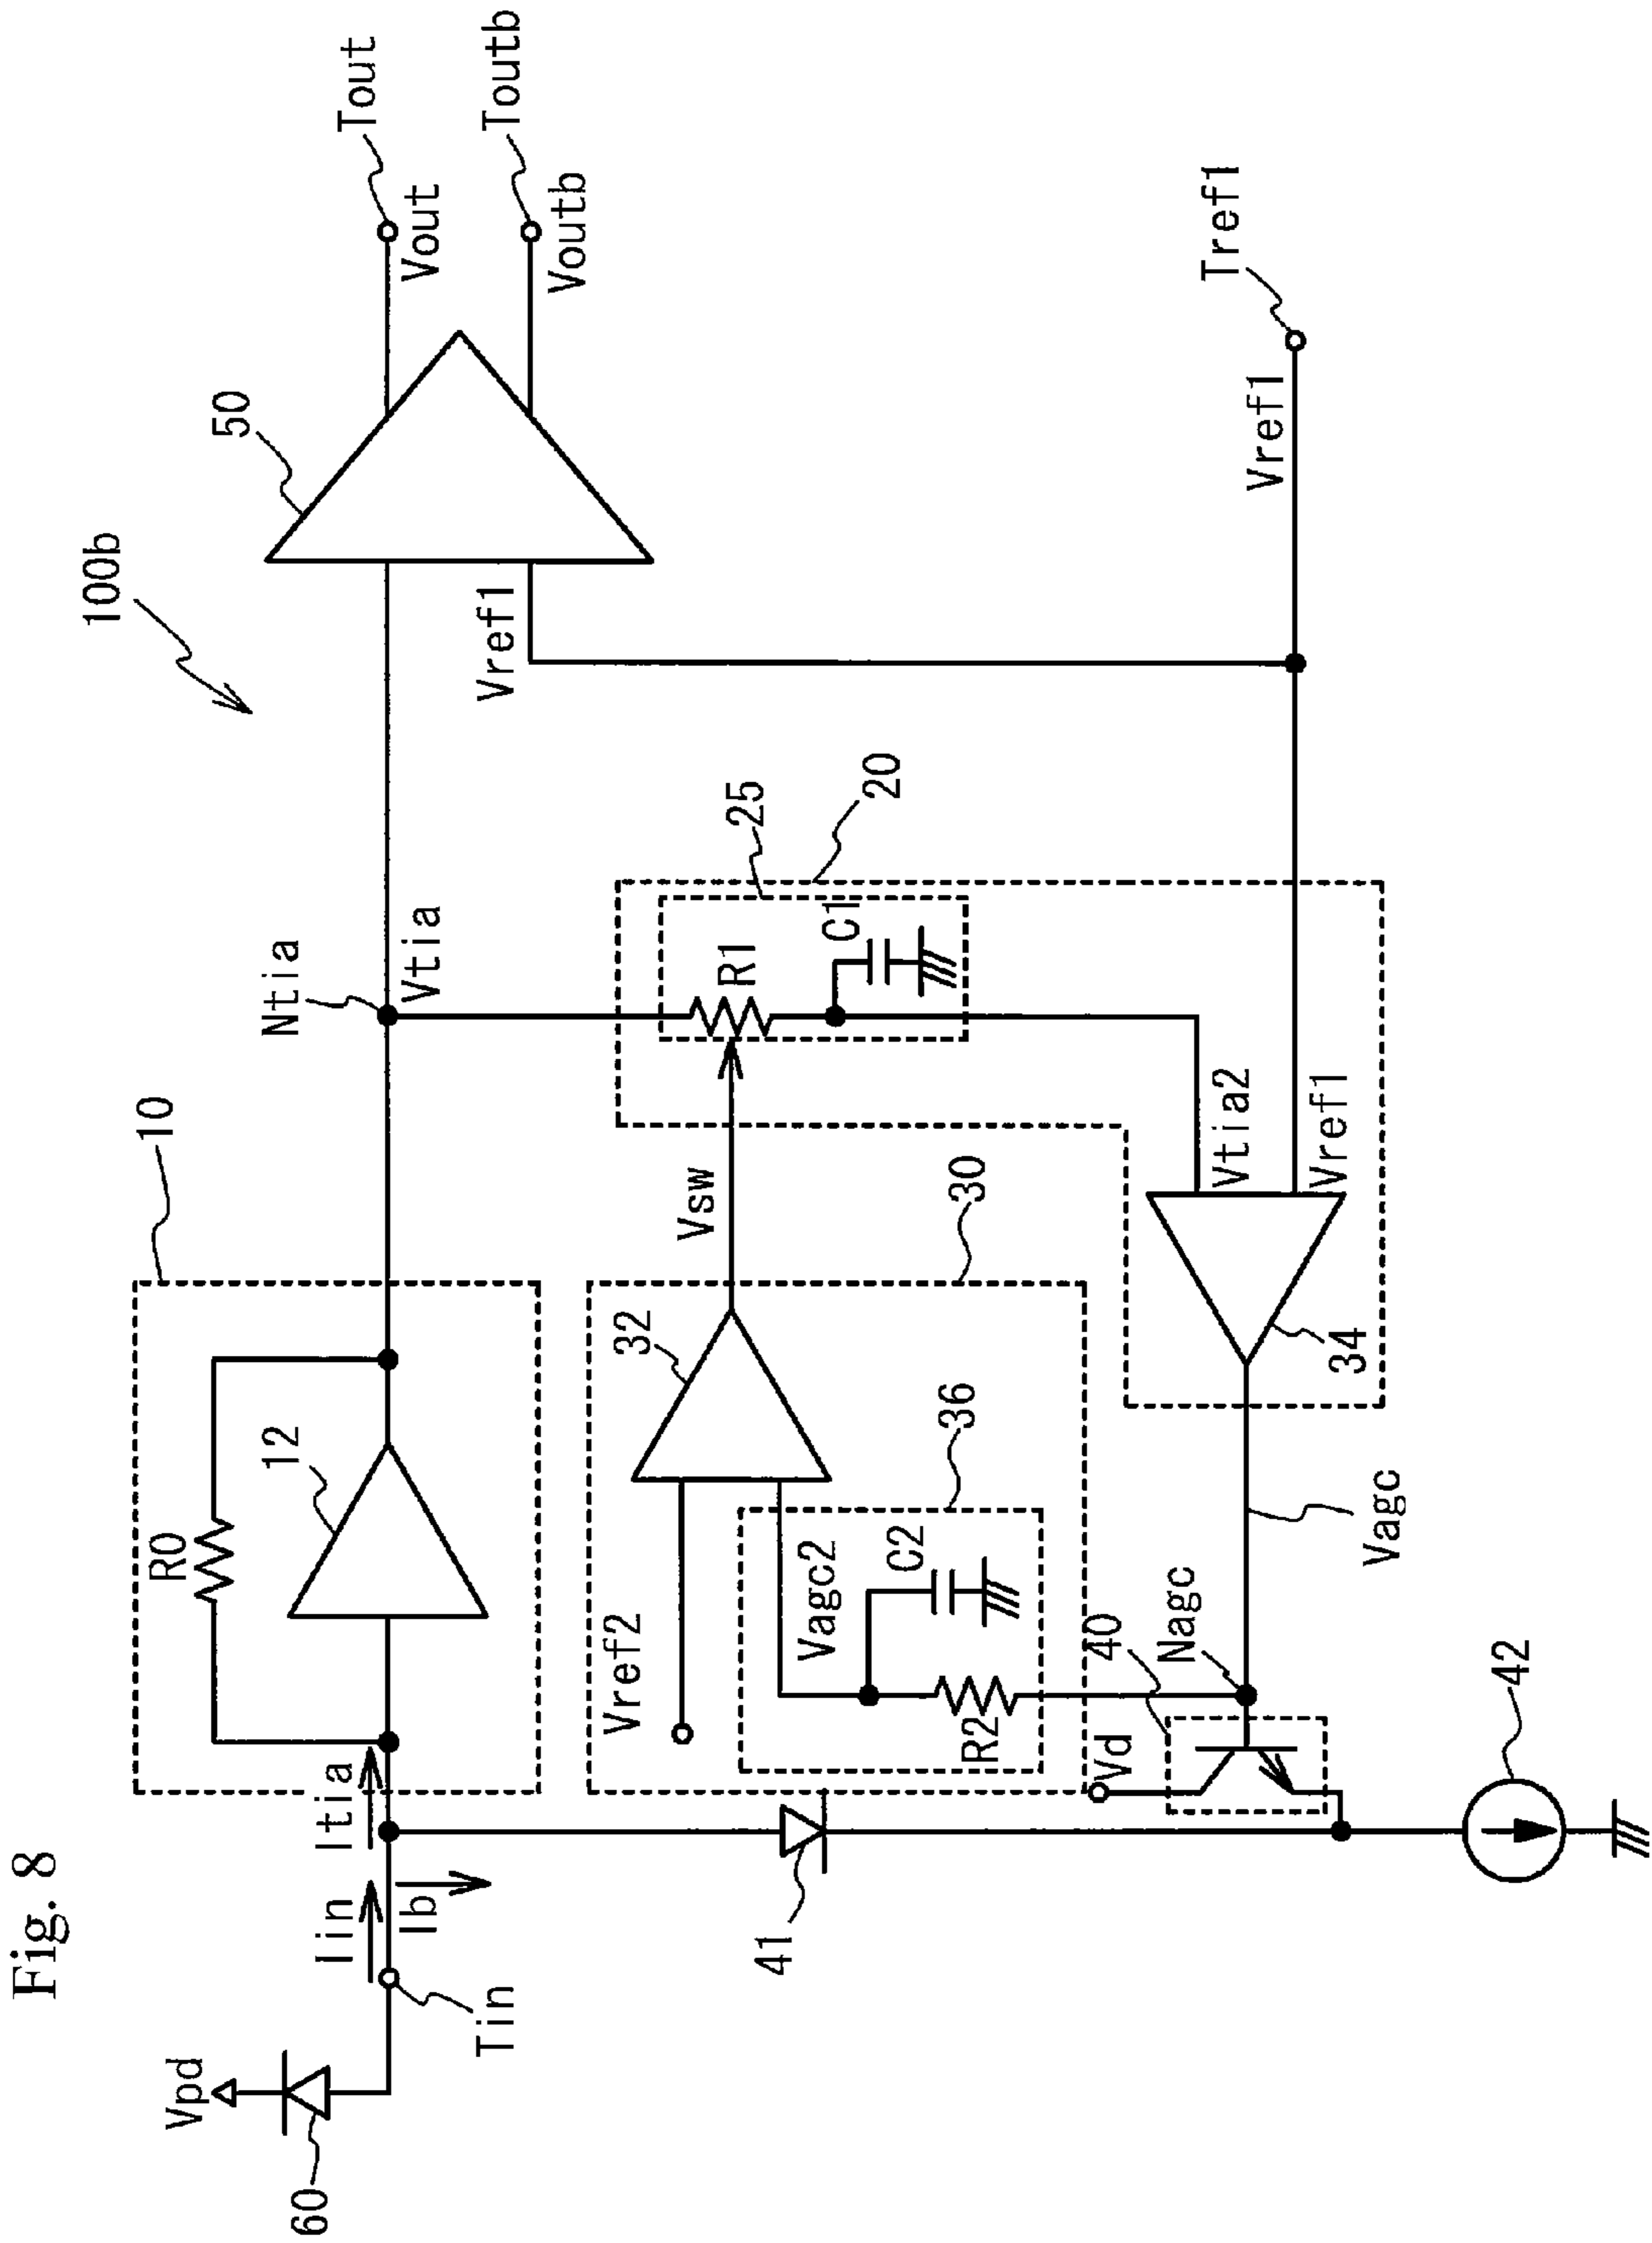 Fig. 8
100b
Vpd
60
Tin
Iin
Ib
Itia
10
R0
12
Ntia
Vtia
50
Vref1
Tout
Vout
Toutb
Voutb
41
Vref2
30
32
Vsw
36
Vagc2
C2
R2
25
20
R1
C1
Vtia2
Vref1
34
Vref1
Tref1
Vd
40
Nagc
Vagc
42